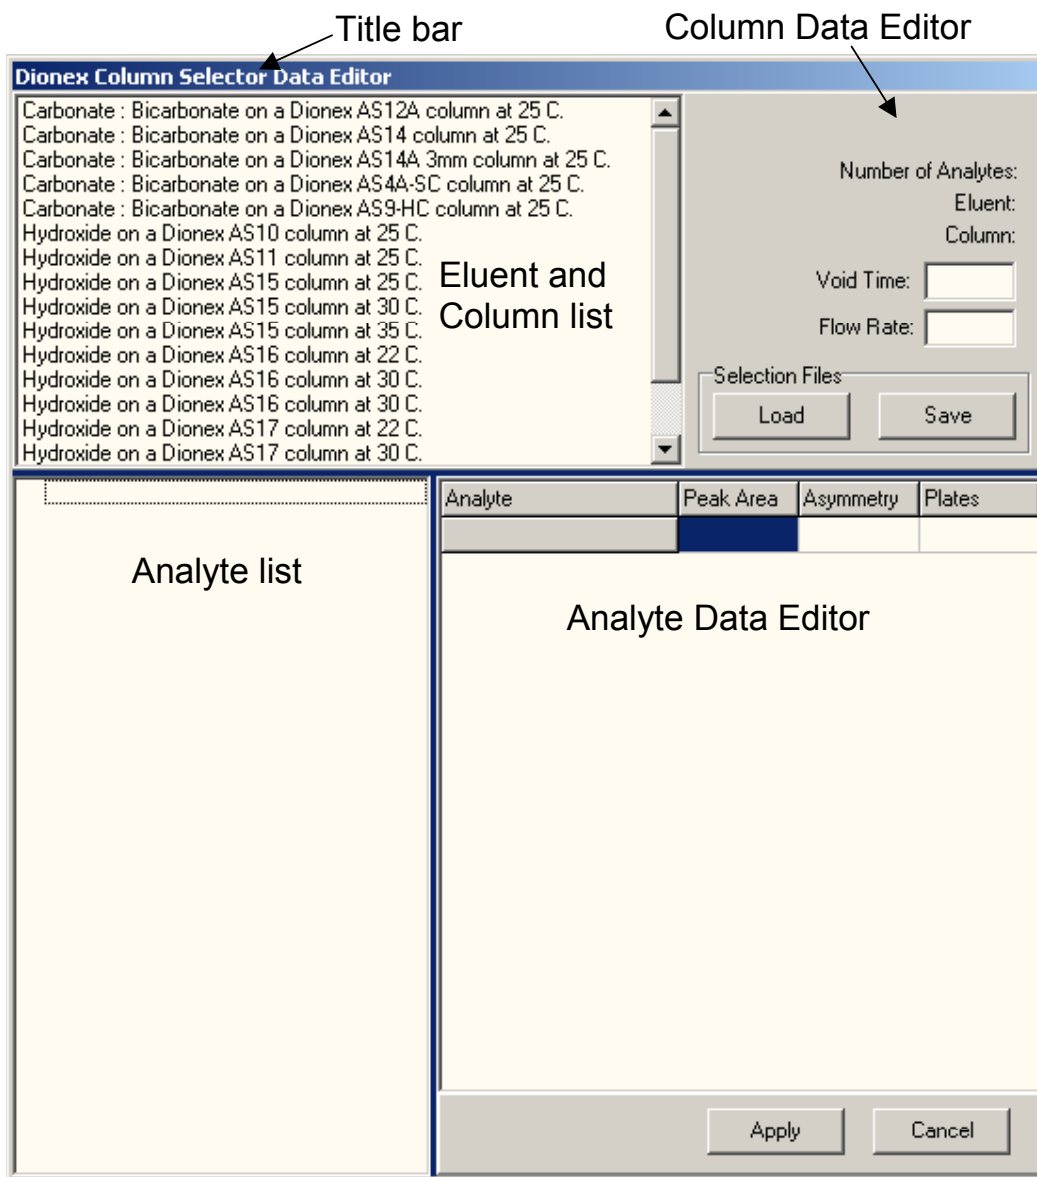 Title bar
Column Data Editor
Dionex Column Selector Data Editor
Carbonate : Bicarbonate on a Dionex AS12A column at 25 C.
Carbonate : Bicarbonate on a Dionex AS14 column at 25 C.
Carbonate : Bicarbonate on a Dionex AS14A 3mm column at 25 C.
Carbonate : Bicarbonate on a Dionex AS4A-SC column at 25 C.
Carbonate : Bicarbonate on a Dionex AS9-HC column at 25 C.
Hydroxide on a Dionex AS10 column at 25 C.
Hydroxide on a Dionex AS11 column at 25 C.
Hydroxide on a Dionex AS15 column at 25 C.
Hydroxide on a Dionex AS15 column at 30 C.
Hydroxide on a Dionex AS15 column at 35 C.
Hydroxide on a Dionex AS16 column at 22 C.
Hydroxide on a Dionex AS16 column at 30 C.
Hydroxide on a Dionex AS16 column at 30 C.
Hydroxide on a Dionex AS17 column at 22 C.
Hydroxide on a Dionex AS17 column at 30 C.
Eluent and
Column list
Number of Analytes:
Eluent:
Column:
Void Time:
Flow Rate:
Selection Files
Load Save
Analyte list
Analyte Peak Area Asymmetry Plates
Analyte Data Editor
Apply Cancel